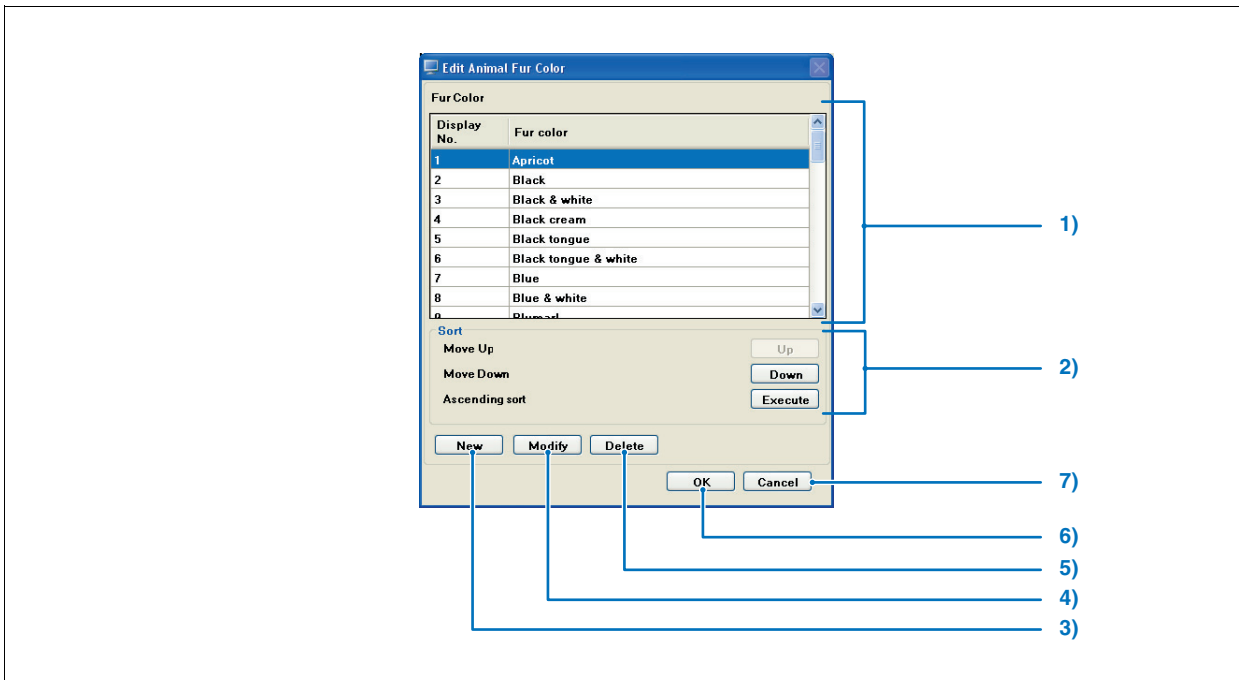 Edit Animal Fur Color
Fur Color
Display No. Fur color
1 Apricot
2 Black
3 Black & white
4 Black cream
5 Black tongue
6 Black tongue & white
7 Blue
8 Blue & white
Sort
Move Up Up
Move Down Down
Ascending sort Execute
New Modify Delete
OK Cancel
1)
2)
7)
6)
5)
4)
3)